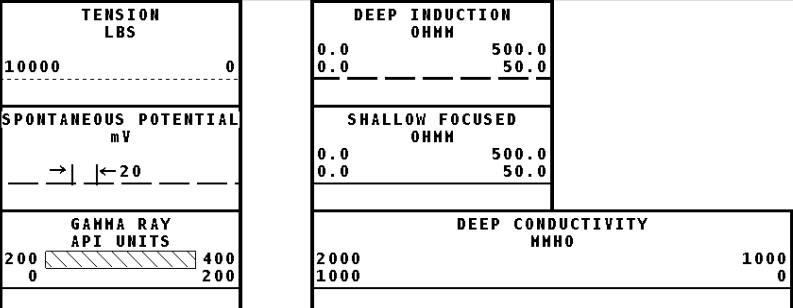 TENSION
LBS
10000 0
SPONTANEOUS POTENTIAL
mV
→ ←20
GAMMA RAY
API UNITS
200 400
0 200
DEEP INDUCTION
OHMM
0.0 500.0
0.0 50.0
SHALLOW FOCUSED
OHMM
0.0 500.0
0.0 50.0
DEEP CONDUCTIVITY
MMHO
2000 1000
1000 0